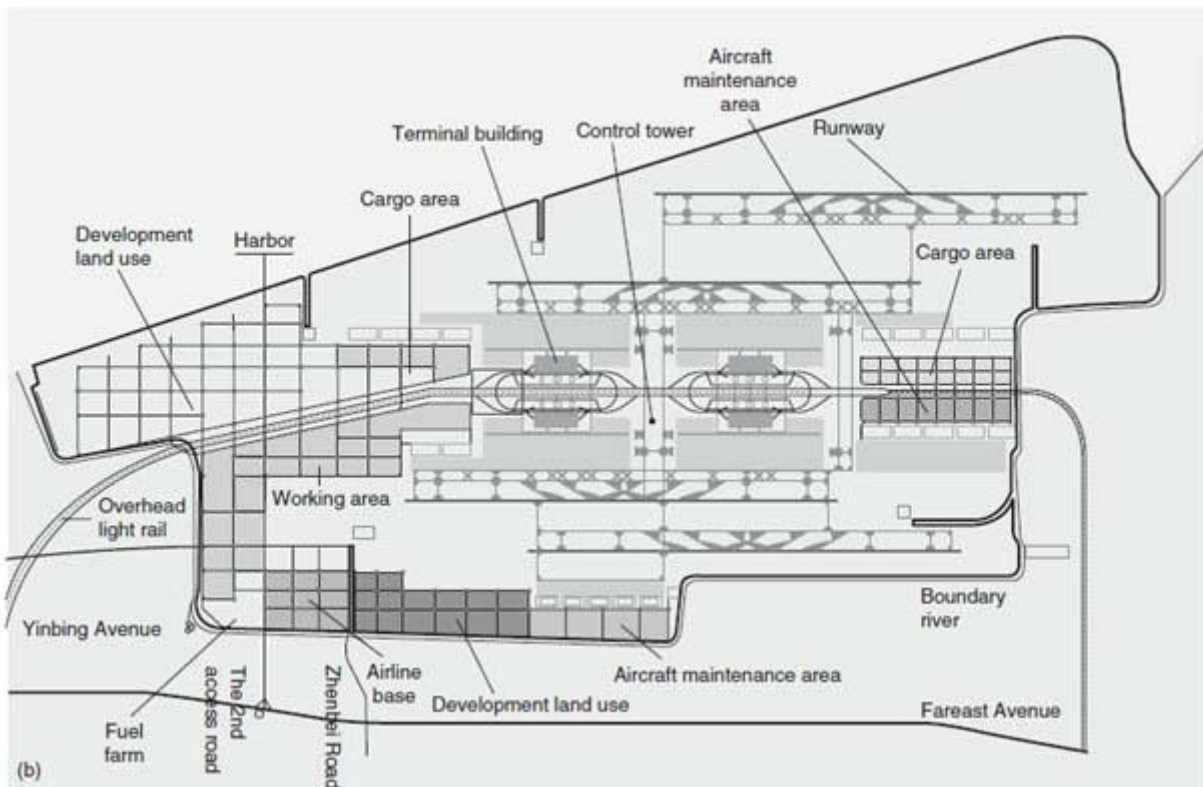 Aircraft
maintenance
area
Terminal building
Control tower
Runway
Cargo area
Development
land use
Harbor
Cargo area
Overhead
light rail
Working area
Yinbing Avenue
Boundary
river
The 2nd
access road
Zhenbei Road
Airline
base
Aircraft maintenance area
Development land use
Fareast Avenue
Fuel
farm
(b)